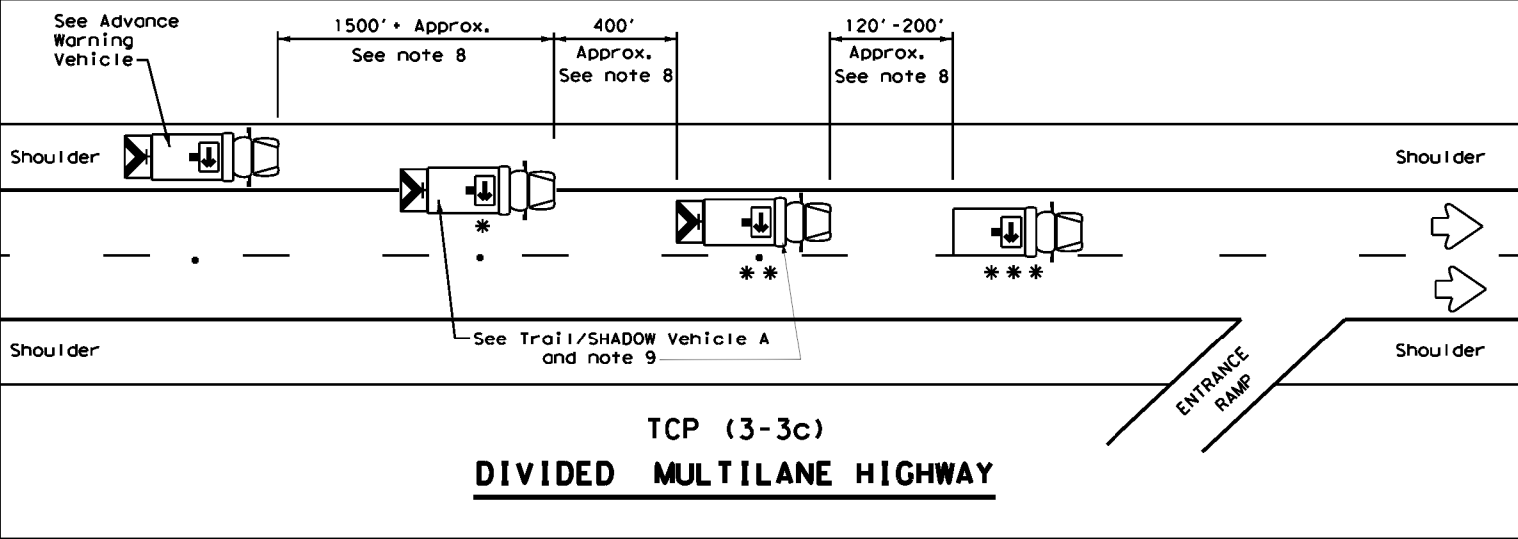 See Advance
Warning
Vehicle
1500'+ Approx.
See note 8
400'
Approx.
See note 8
120'-200'
Approx.
See note 8
Shoulder
Shoulder
*
**
***
See Trail/SHADOW Vehicle A
and note 9
Shoulder
Shoulder
ENTRANCE
RAMP
TCP (3-3c)
DIVIDED MULTILANE HIGHWAY